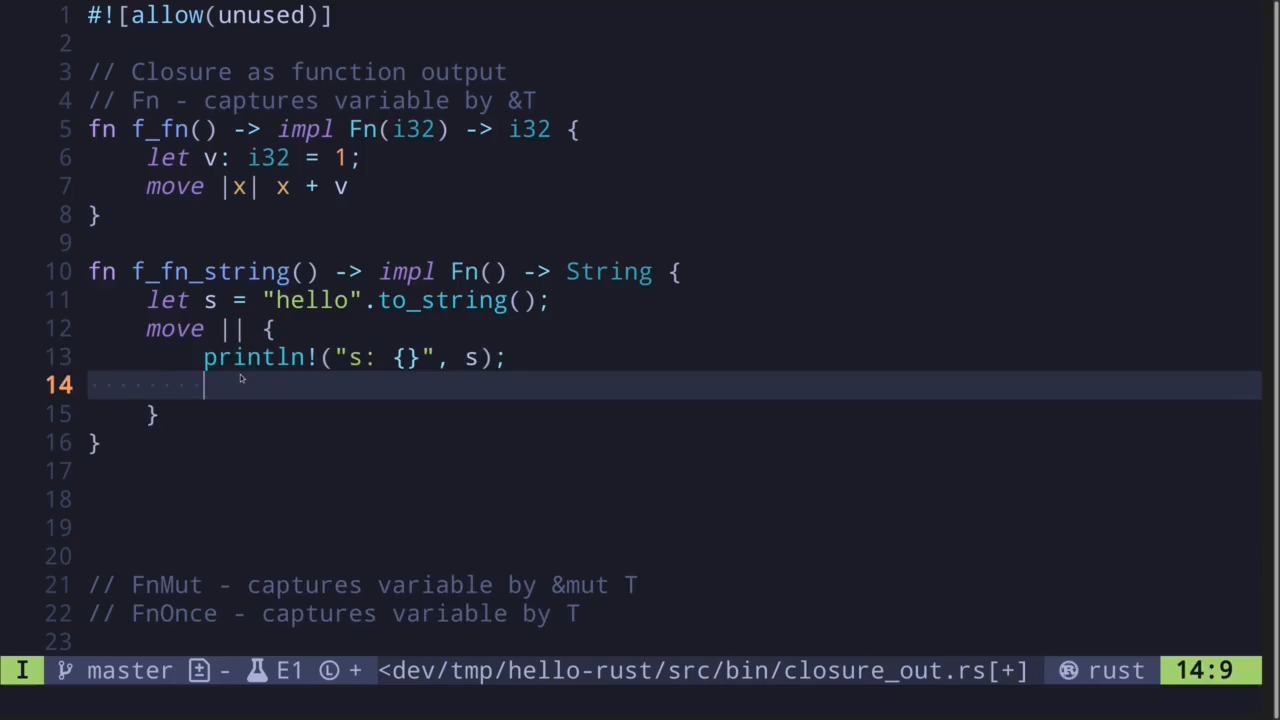 1 #![allow(unused)]
2
3 // Closure as function output
4 // Fn - captures variable by &T
5 fn f_fn() -> impl Fn(i32) -> i32 {
6     let v: i32 = 1;
7     move |x| x + v
8 }
9
10 fn f_fn_string() -> impl Fn() -> String {
11     let s = "hello".to_string();
12     move || {
13         println!("s: {}", s);
14 ········
15     }
16 }
17
18
19
20
21 // FnMut - captures variable by &mut T
22 // FnOnce - captures variable by T
23
I master - E1 Ⓛ + <dev/tmp/hello-rust/src/bin/closure_out.rs[+] rust 14:9